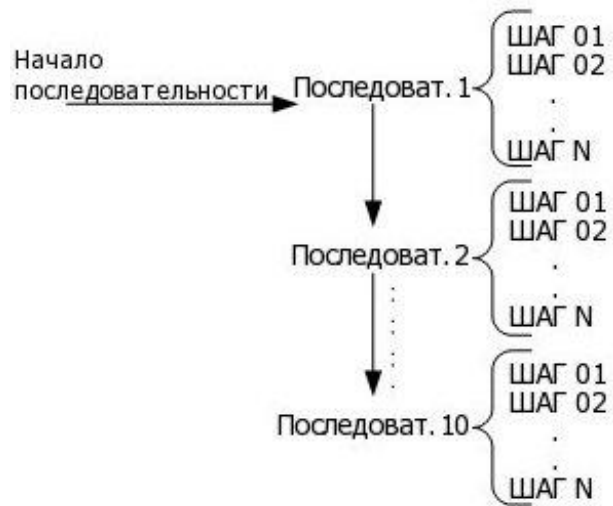 Начало
последовательности
Последоват. 1
ШАГ 01
ШАГ 02
.
.
ШАГ N
Последоват. 2
ШАГ 01
ШАГ 02
.
.
ШАГ N
Последоват. 10
ШАГ 01
ШАГ 02
.
.
ШАГ N